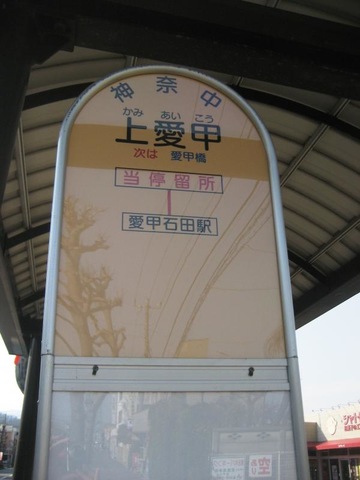 神奈中
かみ あい こう
上愛甲
次は 愛甲橋
当停留所
愛甲石田駅
空